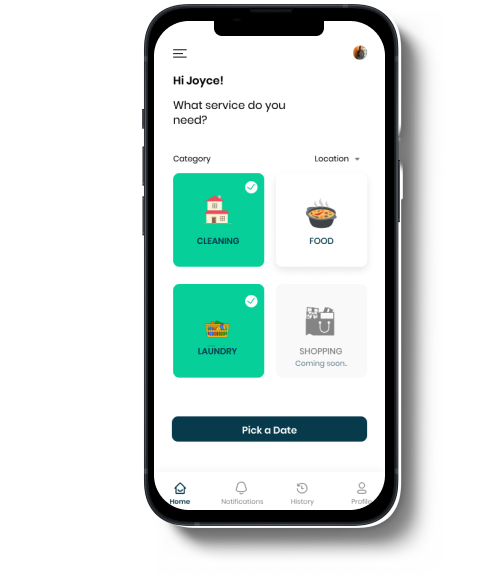 Hi Joyce!
What service do you
need?
Category
Location
CLEANING
FOOD
LAUNDRY
SHOPPING
Coming soon..
Pick a Date
Home
Notifications
History
Profile